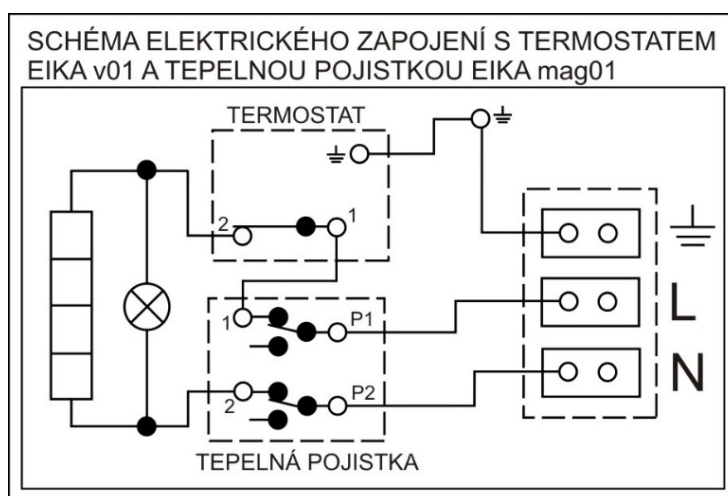 SCHÉMA ELEKTRICKÉHO ZAPOJENÍ S TERMOSTATEM
EIKA v01 A TEPELNOU POJISTKOU EIKA mag01
TERMOSTAT
2
1
L
1
P1
N
2
P2
TEPELNÁ POJISTKA